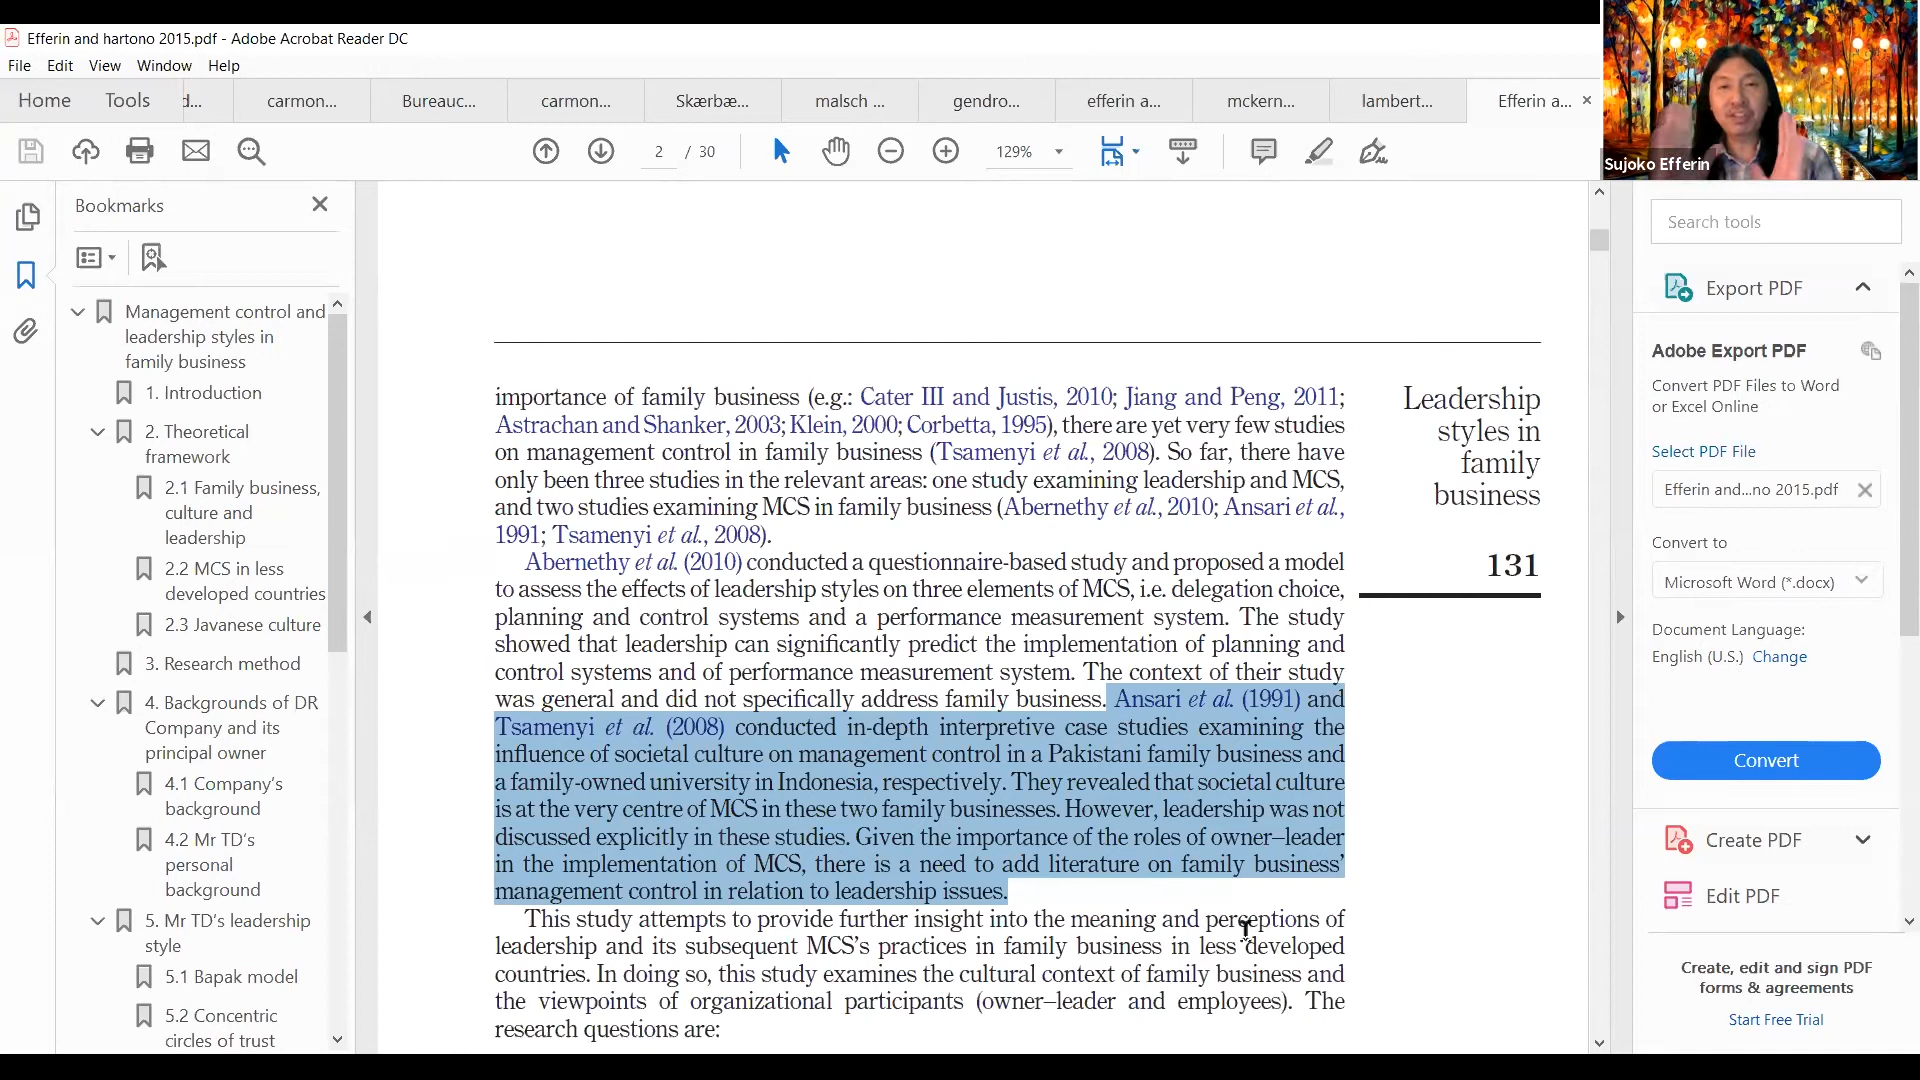 Efferin and hartono 2015.pdf - Adobe Acrobat Reader DC
File Edit View Window Help
Home Tools d... carmon... Bureauc... carmon... Skærbæ... malsch ... gendro... efferin a... mckern... lambert... Efferin a...
2 / 30 129%
Sujoko Efferin
Bookmarks
Management control and
leadership styles in
family business
1. Introduction
2. Theoretical
framework
2.1 Family business,
culture and
leadership
2.2 MCS in less
developed countries
2.3 Javanese culture
3. Research method
4. Backgrounds of DR
Company and its
principal owner
4.1 Company's
background
4.2 Mr TD's
personal
background
5. Mr TD's leadership
style
5.1 Bapak model
5.2 Concentric
circles of trust
importance of family business (e.g.: Cater III and Justis, 2010; Jiang and Peng, 2011;
Astrachan and Shanker, 2003; Klein, 2000; Corbetta, 1995), there are yet very few studies
on management control in family business (Tsamenyi et al., 2008). So far, there have
only been three studies in the relevant areas: one study examining leadership and MCS,
and two studies examining MCS in family business (Abernethy et al., 2010; Ansari et al.,
1991; Tsamenyi et al., 2008).
Abernethy et al. (2010) conducted a questionnaire-based study and proposed a model
to assess the effects of leadership styles on three elements of MCS, i.e. delegation choice,
planning and control systems and a performance measurement system. The study
showed that leadership can significantly predict the implementation of planning and
control systems and of performance measurement system. The context of their study
was general and did not specifically address family business. Ansari et al. (1991) and
Tsamenyi et al. (2008) conducted in-depth interpretive case studies examining the
influence of societal culture on management control in a Pakistani family business and
a family-owned university in Indonesia, respectively. They revealed that societal culture
is at the very centre of MCS in these two family businesses. However, leadership was not
discussed explicitly in these studies. Given the importance of the roles of owner–leader
in the implementation of MCS, there is a need to add literature on family business'
management control in relation to leadership issues.
This study attempts to provide further insight into the meaning and perceptions of
leadership and its subsequent MCS's practices in family business in less developed
countries. In doing so, this study examines the cultural context of family business and
the viewpoints of organizational participants (owner–leader and employees). The
research questions are:
Leadership
styles in
family
business
131
Search tools
Export PDF
Adobe Export PDF
Convert PDF Files to Word
or Excel Online
Select PDF File
Efferin and...no 2015.pdf
Convert to
Microsoft Word (*.docx)
Document Language:
English (U.S.) Change
Convert
Create PDF
Edit PDF
Create, edit and sign PDF
forms & agreements
Start Free Trial